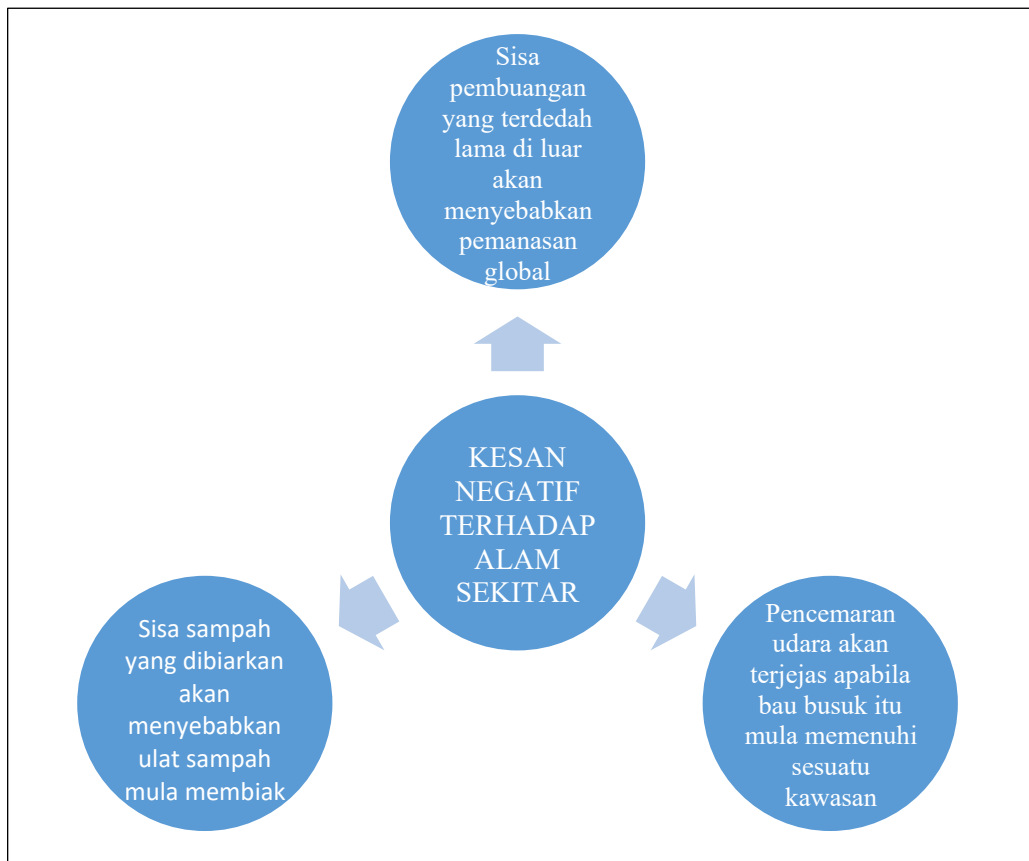 Sisa
pembuangan
yang terdedah
lama di luar
akan
menyebabkan
pemanasan
global
KESAN
NEGATIF
TERHADAP
ALAM
SEKITAR
Sisa sampah
yang dibiarkan
akan
menyebabkan
ulat sampah
mula membiak
Pencemaran
udara akan
terjejas apabila
bau busuk itu
mula memenuhi
sesuatu
kawasan